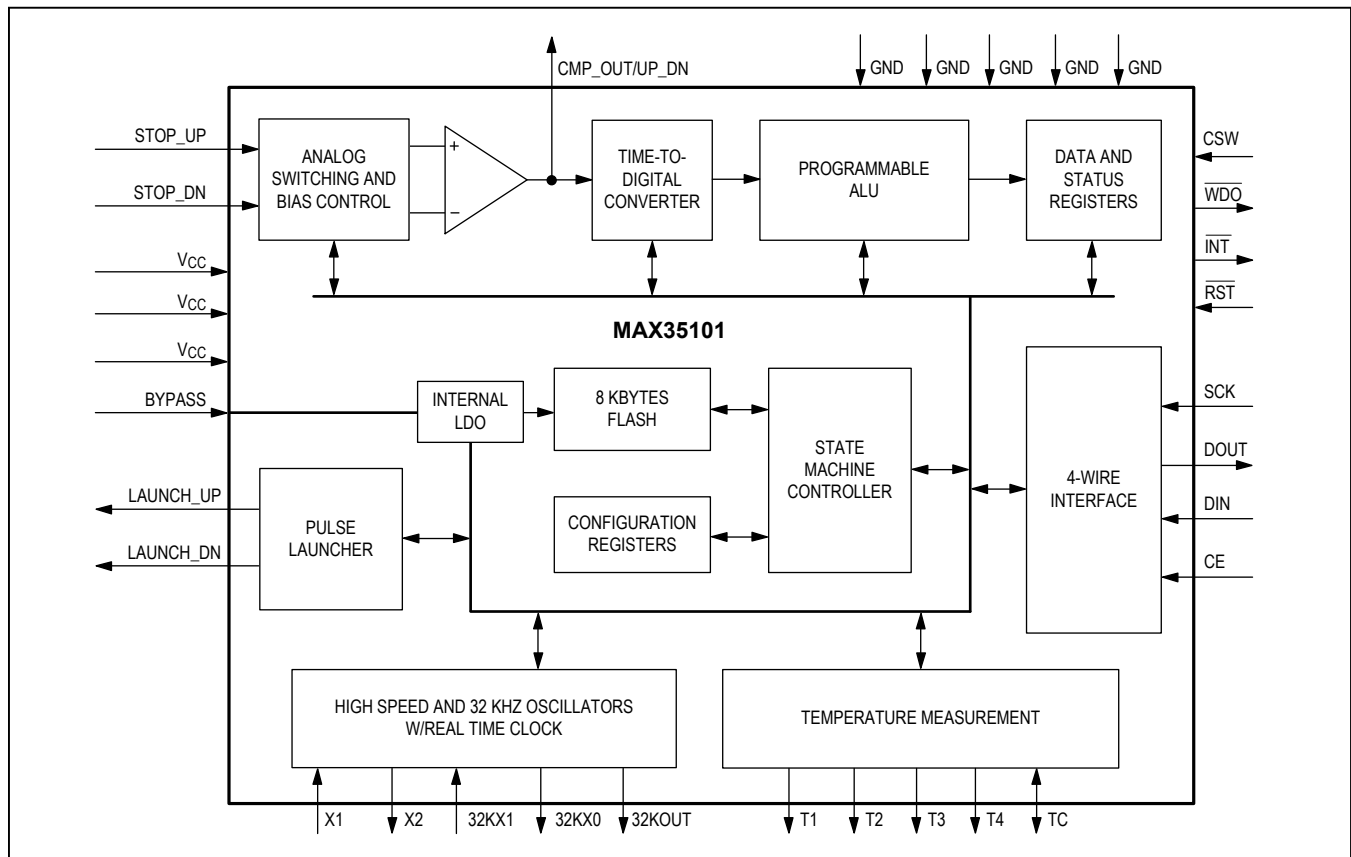 CMP_OUT/UP_DN
GND
GND
GND
GND
GND
STOP_UP
STOP_DN
VCC
VCC
VCC
BYPASS
LAUNCH_UP
LAUNCH_DN
ANALOG
SWITCHING AND
BIAS CONTROL
+
−
TIME-TO-
DIGITAL
CONVERTER
PROGRAMMABLE
ALU
DATA AND
STATUS
REGISTERS
CSW
W̅D̅O̅
I̅N̅T̅
R̅S̅T̅
MAX35101
INTERNAL
LDO
8 KBYTES
FLASH
STATE
MACHINE
CONTROLLER
CONFIGURATION
REGISTERS
4-WIRE
INTERFACE
SCK
DOUT
DIN
CE
PULSE
LAUNCHER
HIGH SPEED AND 32 KHZ OSCILLATORS
W/REAL TIME CLOCK
TEMPERATURE MEASUREMENT
X1
X2
32KX1
32KX0
32KOUT
T1
T2
T3
T4
TC